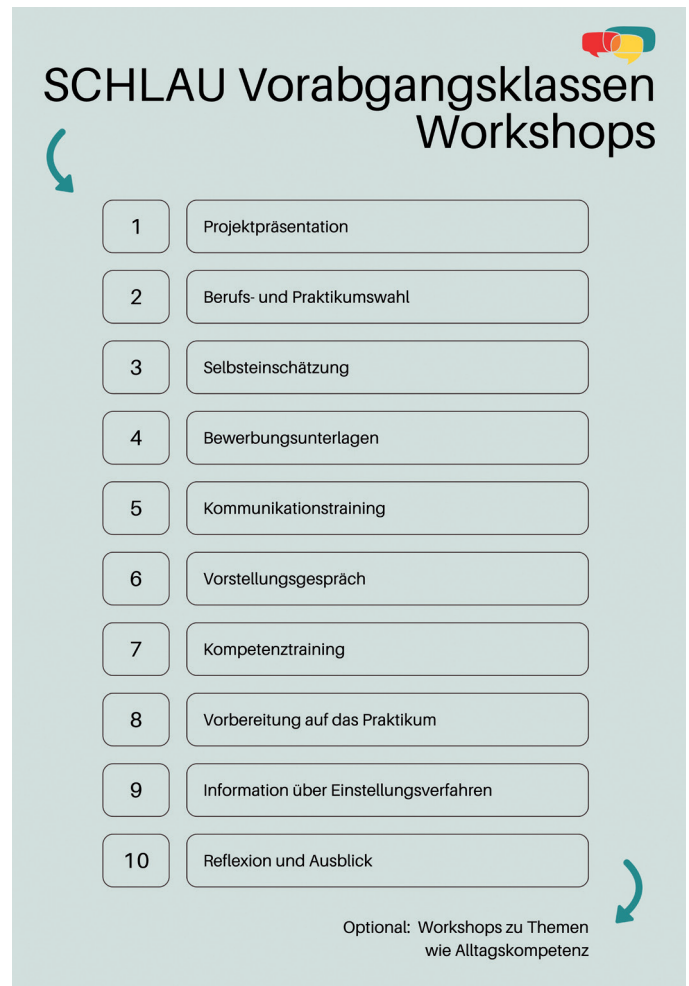 SCHLAU Vorabgangsklassen
Workshops
1 Projektpräsentation
2 Berufs- und Praktikumswahl
3 Selbsteinschätzung
4 Bewerbungsunterlagen
5 Kommunikationstraining
6 Vorstellungsgespräch
7 Kompetenztraining
8 Vorbereitung auf das Praktikum
9 Information über Einstellungsverfahren
10 Reflexion und Ausblick
Optional: Workshops zu Themen
wie Alltagskompetenz